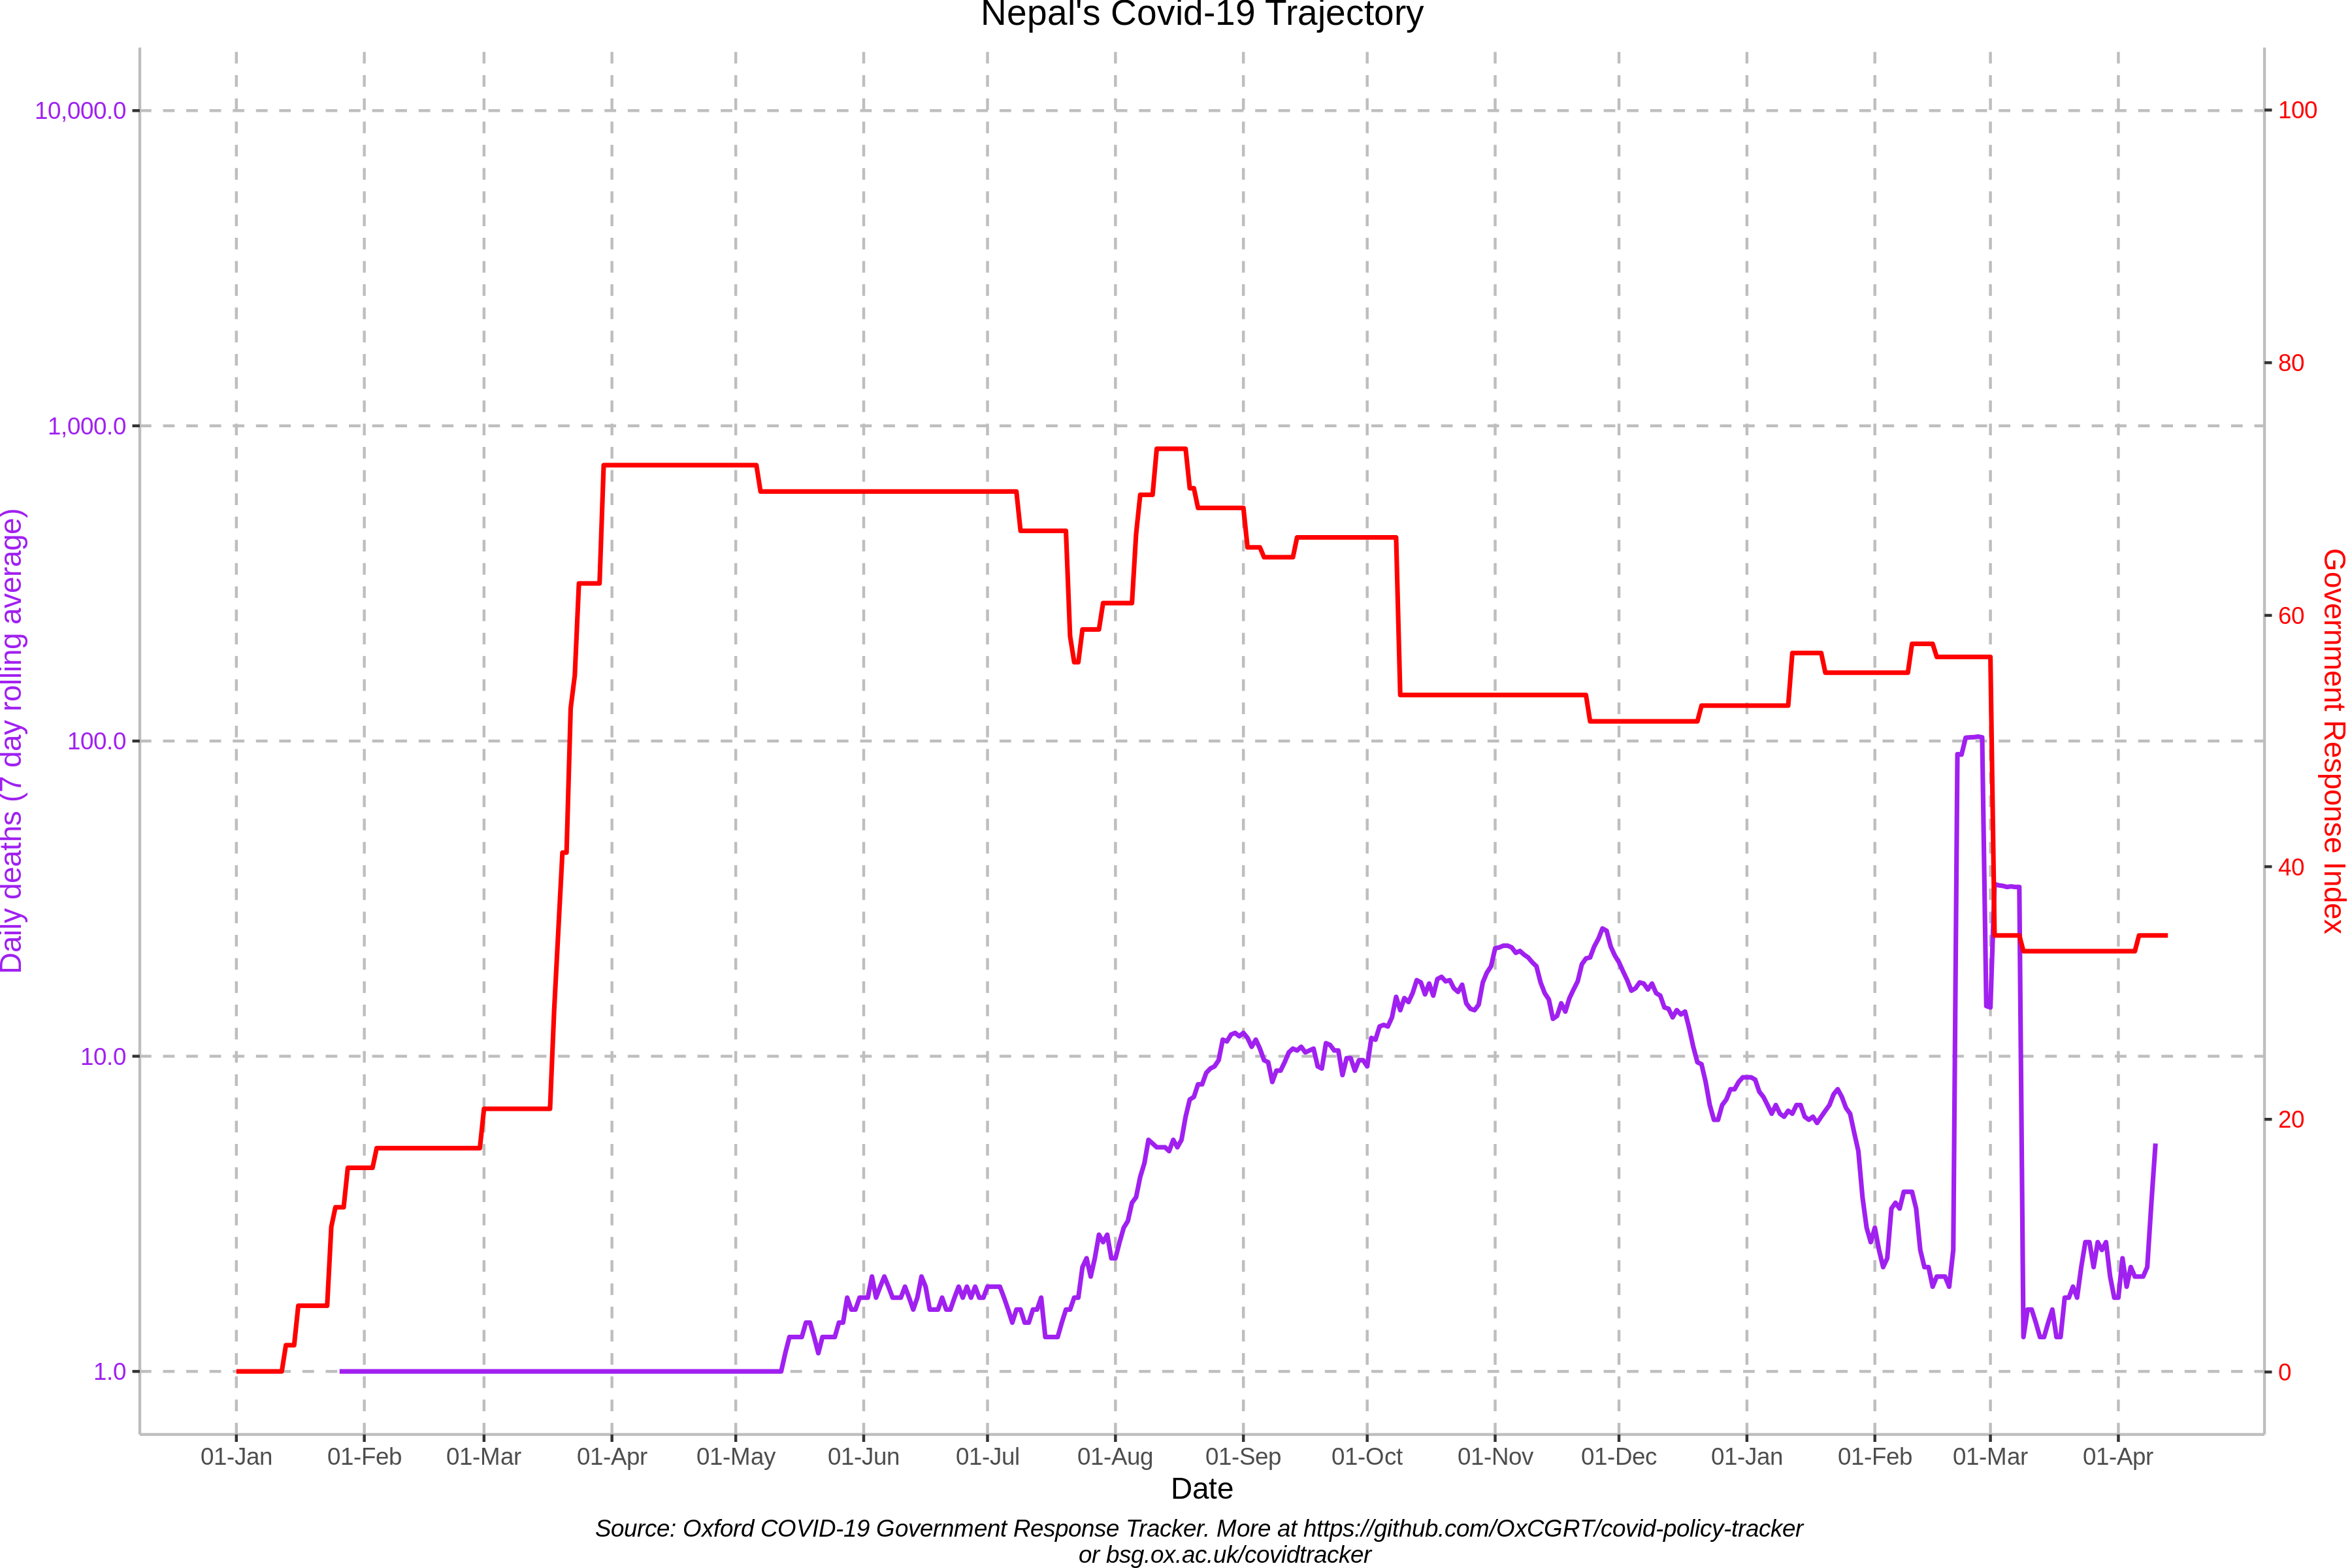 Nepal's Covid-19 Trajectory
10,000.0
1,000.0
100.0
10.0
1.0
Daily deaths (7 day rolling average)
100
80
60
40
20
0
Government Response Index
01-Jan 01-Feb 01-Mar 01-Apr 01-May 01-Jun 01-Jul 01-Aug 01-Sep 01-Oct 01-Nov 01-Dec 01-Jan 01-Feb 01-Mar 01-Apr
Date
Source: Oxford COVID-19 Government Response Tracker. More at https://github.com/OxCGRT/covid-policy-tracker
or bsg.ox.ac.uk/covidtracker